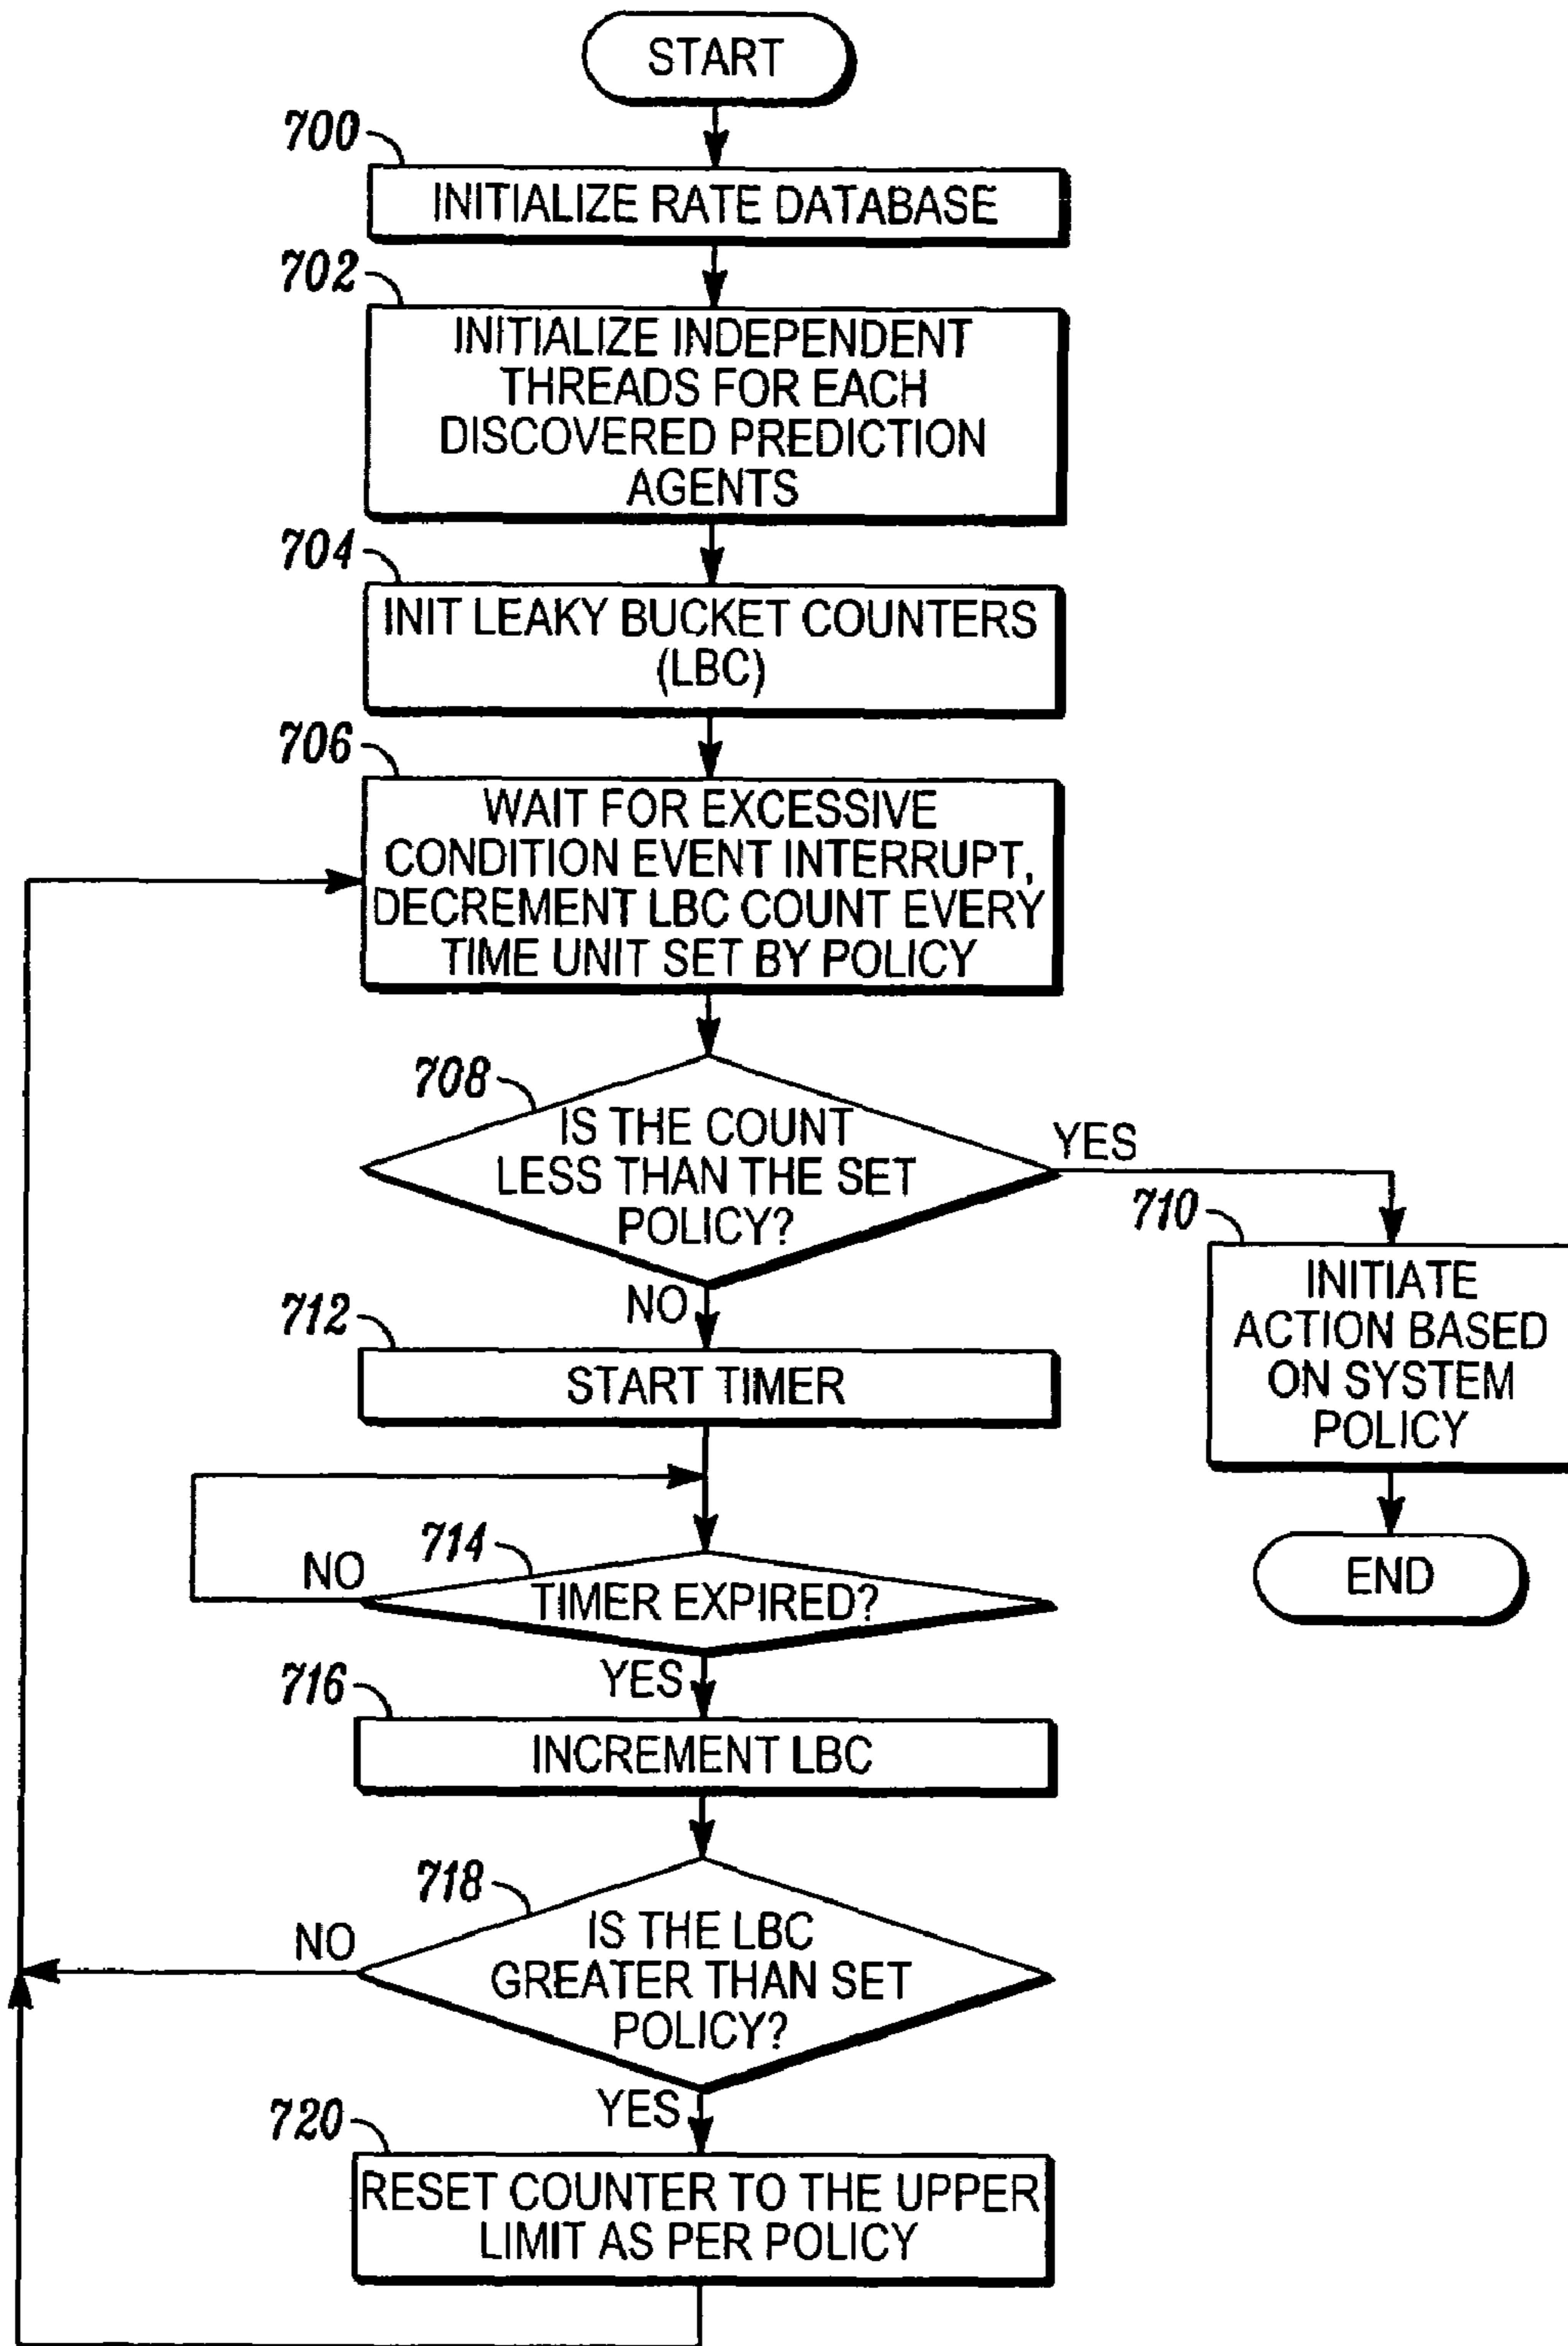 START
700
INITIALIZE RATE DATABASE
702
INITIALIZE INDEPENDENT
THREADS FOR EACH
DISCOVERED PREDICTION
AGENTS
704
INIT LEAKY BUCKET COUNTERS
(LBC)
706
WAIT FOR EXCESSIVE
CONDITION EVENT INTERRUPT,
DECREMENT LBC COUNT EVERY
TIME UNIT SET BY POLICY
708
IS THE COUNT
LESS THAN THE SET
POLICY?
YES
710
INITIATE
ACTION BASED
ON SYSTEM
POLICY
END
NO
712
START TIMER
714
NO
TIMER EXPIRED?
YES
716
INCREMENT LBC
718
NO
IS THE LBC
GREATER THAN SET
POLICY?
YES
720
RESET COUNTER TO THE UPPER
LIMIT AS PER POLICY